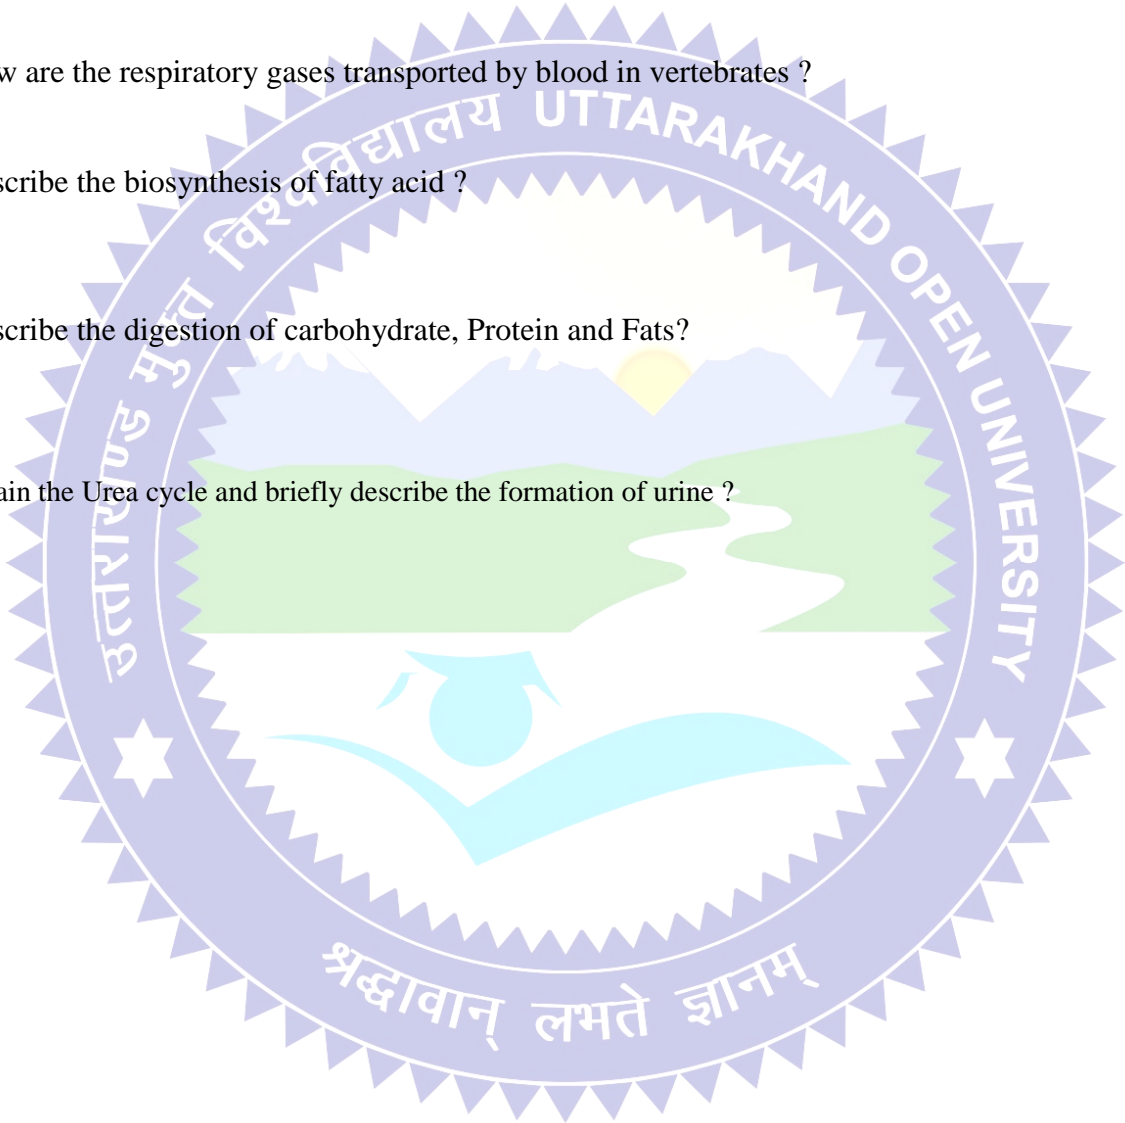 w are the respiratory gases transported by blood in vertebrates ?
scribe the biosynthesis of fatty acid ?
scribe the digestion of carbohydrate, Protein and Fats?
ain the Urea cycle and briefly describe the formation of urine ?
उत्तराखण्ड मुक्त विश्वविद्यालय UTTARAKHAND OPEN UNIVERSITY
श्रद्धावान् लभते ज्ञानम्